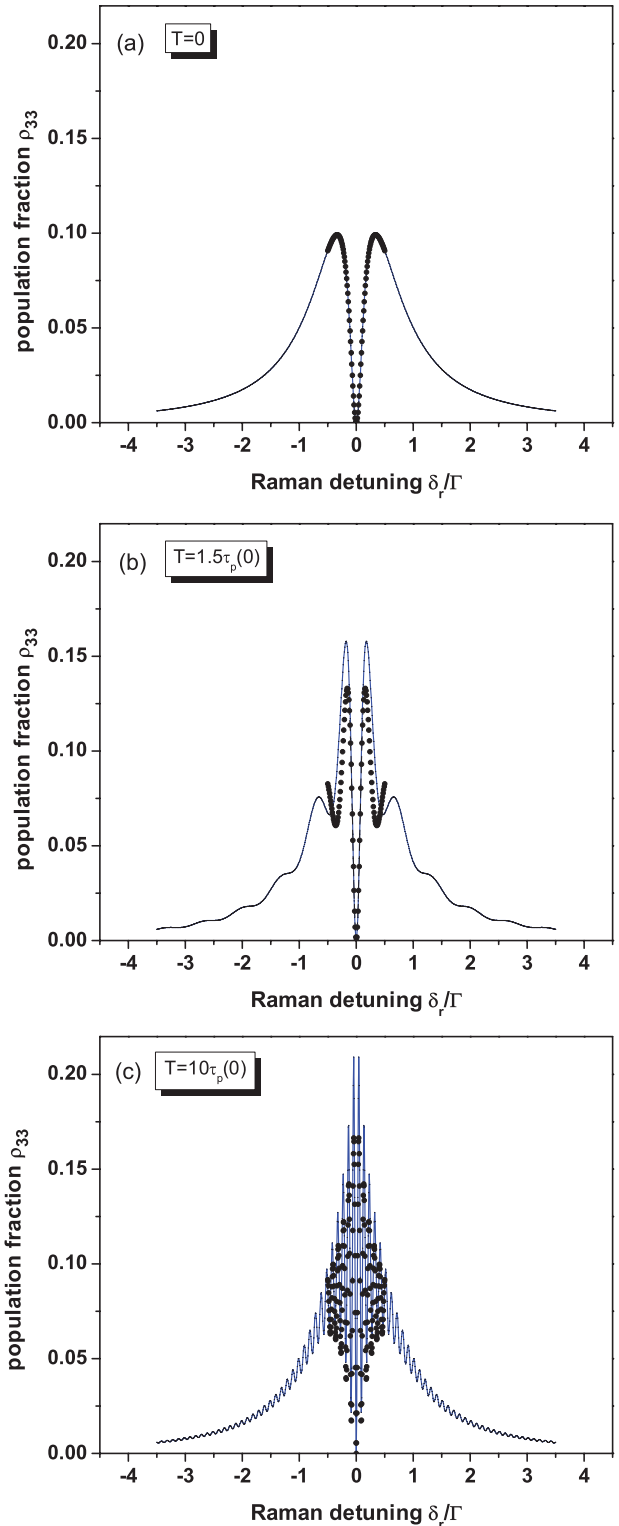 (a) T=0
0.20
0.15
0.10
0.05
0.00
population fraction ρ33
-4 -3 -2 -1 0 1 2 3 4
Raman detuning δr/Γ
(b) T=1.5τp(0)
0.20
0.15
0.10
0.05
0.00
population fraction ρ33
-4 -3 -2 -1 0 1 2 3 4
Raman detuning δr/Γ
(c) T=10τp(0)
0.20
0.15
0.10
0.05
0.00
population fraction ρ33
-4 -3 -2 -1 0 1 2 3 4
Raman detuning δr/Γ